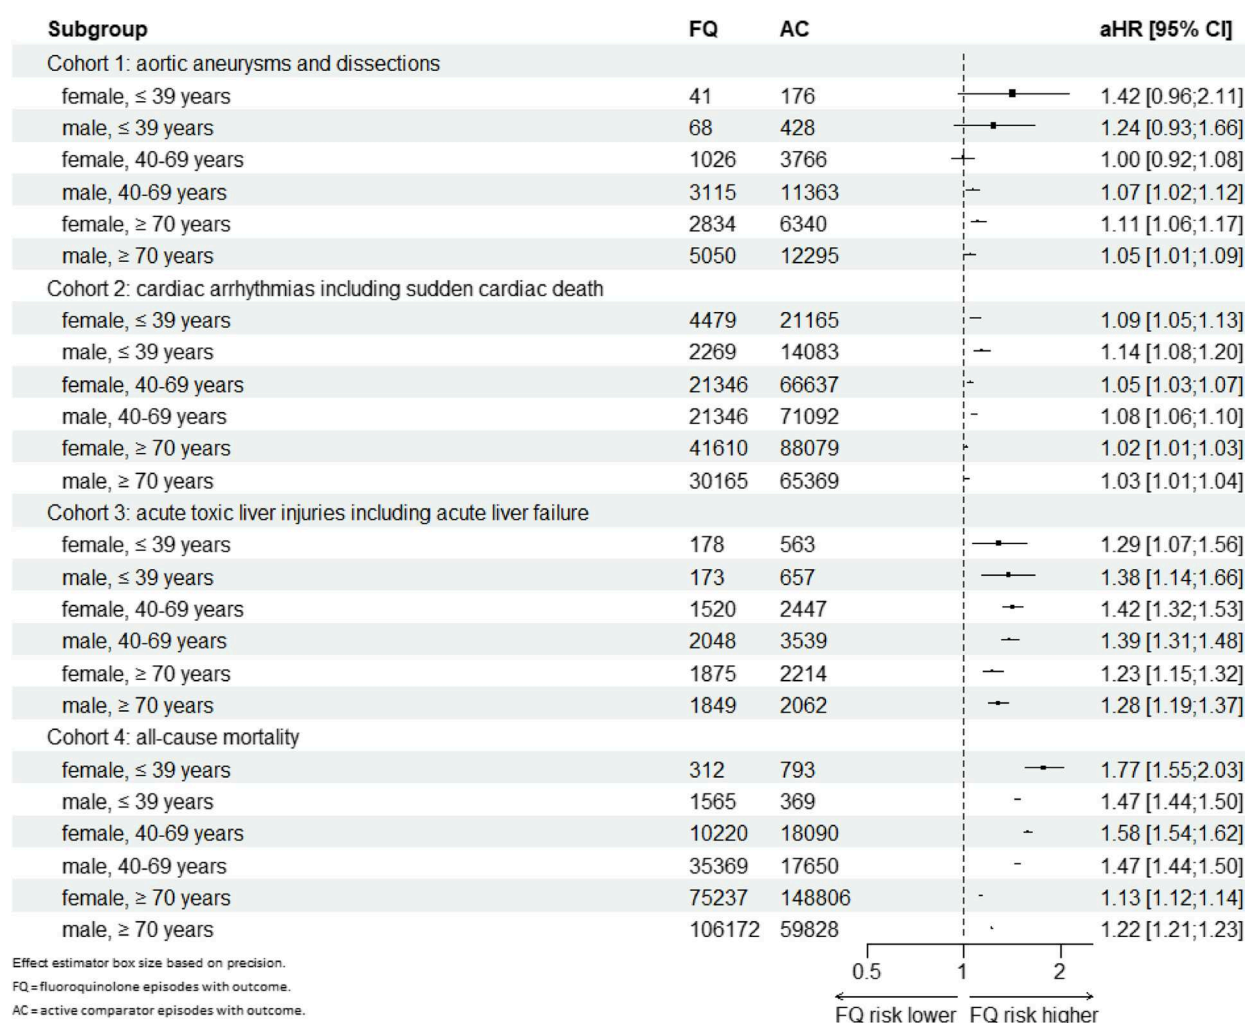 Subgroup FQ AC aHR [95% CI]
Cohort 1: aortic aneurysms and dissections
female, ≤ 39 years 41 176 1.42 [0.96;2.11]
male, ≤ 39 years 68 428 1.24 [0.93;1.66]
female, 40-69 years 1026 3766 1.00 [0.92;1.08]
male, 40-69 years 3115 11363 1.07 [1.02;1.12]
female, ≥ 70 years 2834 6340 1.11 [1.06;1.17]
male, ≥ 70 years 5050 12295 1.05 [1.01;1.09]
Cohort 2: cardiac arrhythmias including sudden cardiac death
female, ≤ 39 years 4479 21165 1.09 [1.05;1.13]
male, ≤ 39 years 2269 14083 1.14 [1.08;1.20]
female, 40-69 years 21346 66637 1.05 [1.03;1.07]
male, 40-69 years 21346 71092 1.08 [1.06;1.10]
female, ≥ 70 years 41610 88079 1.02 [1.01;1.03]
male, ≥ 70 years 30165 65369 1.03 [1.01;1.04]
Cohort 3: acute toxic liver injuries including acute liver failure
female, ≤ 39 years 178 563 1.29 [1.07;1.56]
male, ≤ 39 years 173 657 1.38 [1.14;1.66]
female, 40-69 years 1520 2447 1.42 [1.32;1.53]
male, 40-69 years 2048 3539 1.39 [1.31;1.48]
female, ≥ 70 years 1875 2214 1.23 [1.15;1.32]
male, ≥ 70 years 1849 2062 1.28 [1.19;1.37]
Cohort 4: all-cause mortality
female, ≤ 39 years 312 793 1.77 [1.55;2.03]
male, ≤ 39 years 1565 369 1.47 [1.44;1.50]
female, 40-69 years 10220 18090 1.58 [1.54;1.62]
male, 40-69 years 35369 17650 1.47 [1.44;1.50]
female, ≥ 70 years 75237 148806 1.13 [1.12;1.14]
male, ≥ 70 years 106172 59828 1.22 [1.21;1.23]
0.5 1 2
FQ risk lower FQ risk higher
Effect estimator box size based on precision.
FQ=fluoroquinolone episodes with outcome.
AC=active comparator episodes with outcome.